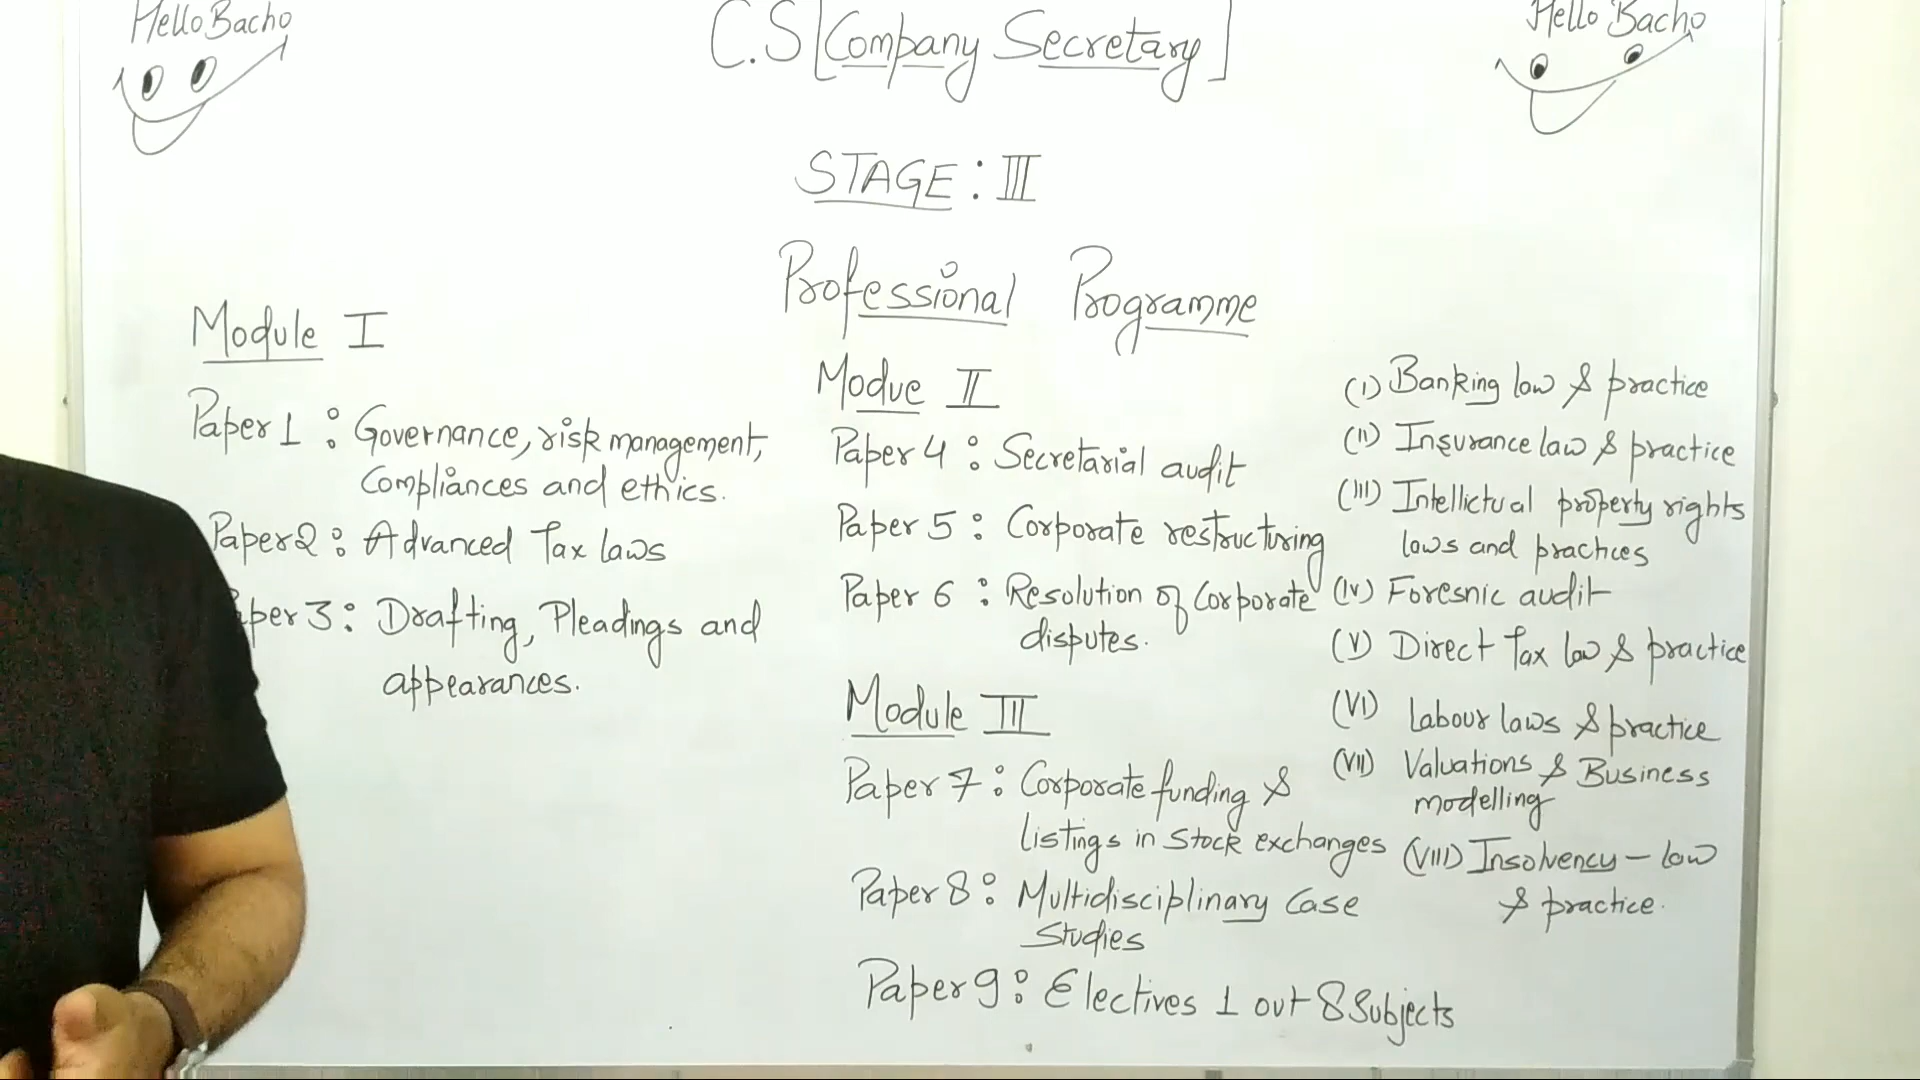 Hello Bacho
C.S [Company Secretary]
Hello Bacho
STAGE : III
Professional Programme
Module I
Paper 1 : Governance, risk management,
Compliances and ethics.
Paper 2 : Advanced Tax laws
aper 3 : Drafting, Pleadings and
appearances.
Modue II
Paper 4 : Secretarial audit
Paper 5 : Corporate restructuring
Paper 6 : Resolution of Corporate
disputes.
Module III
Paper 7 : Corporate funding &
listings in stock exchanges
Paper 8 : Multidisciplinary Case
Studies
Paper 9 : Electives 1 out 8 Subjects
(I) Banking law & practice
(II) Insurance law & practice
(III) Intellictual property rights
laws and practices
(IV) Foresnic audit
(V) Direct Tax law & practice
(VI) Labour laws & practice
(VII) Valuations & Business
modelling
(VIII) Insolvency - law
& practice.